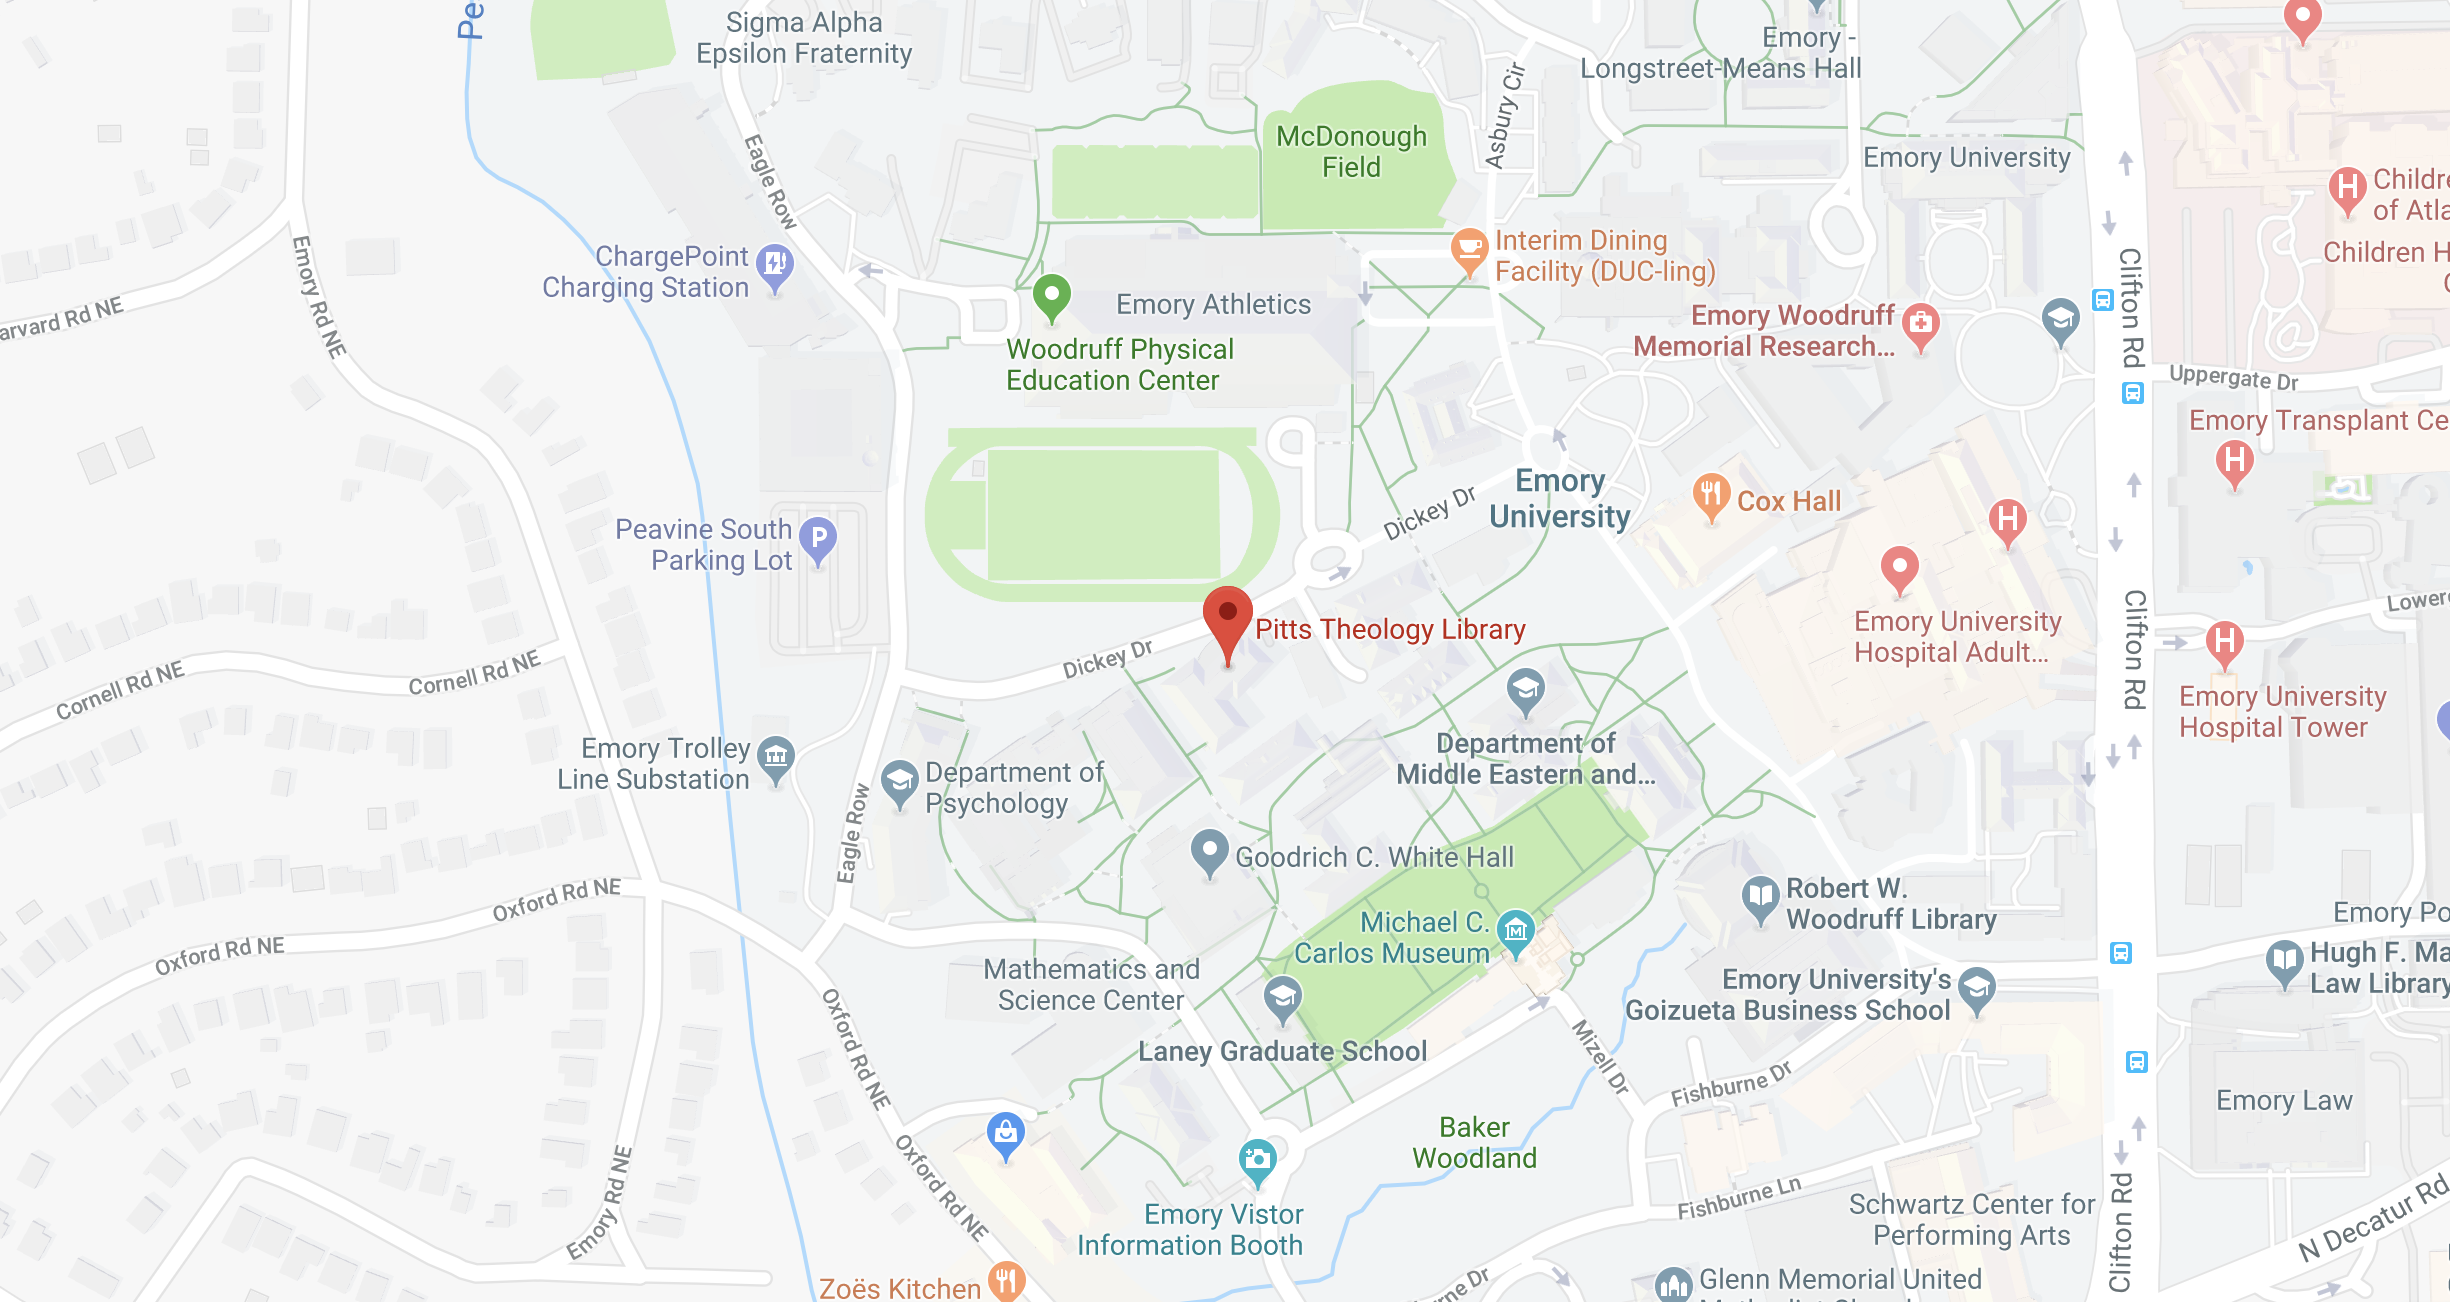 Pe
Sigma Alpha
Epsilon Fraternity
Emory -
Longstreet-Means Hall
McDonough
Field
Asbury Cir
Eagle Row
Emory University
Clifton Rd
H
Childre
of Atla
Children H
C
ChargePoint
Charging Station
Emory Rd NE
arvard Rd NE
Emory Athletics
Woodruff Physical
Education Center
Interim Dining
Facility (DUC-ling)
Emory Woodruff
Memorial Research...
Uppergate Dr
Emory Transplant Ce
H
Emory
University
Dickey Dr
Cox Hall
H
Peavine South
Parking Lot
P
Pitts Theology Library
Dickey Dr
Emory University
Hospital Adult...
Clifton Rd
Lowerg
H
Emory University
Hospital Tower
Cornell Rd NE
Cornell Rd NE
Emory Trolley
Line Substation
Department of
Psychology
Department of
Middle Eastern and...
Eagle Row
Goodrich C. White Hall
Oxford Rd NE
Oxford Rd NE
Robert W.
Woodruff Library
Emory Po
Hugh F. Ma
Law Library
Michael C.
Carlos Museum
M
Mathematics and
Science Center
Emory University's
Goizueta Business School
Laney Graduate School
Oxford Rd NE
Mizell Dr
Fishburne Dr
Emory Law
Baker
Woodland
Oxford Rd NE
Emory Rd NE
Emory Vistor
Information Booth
Fishburne Ln
Schwartz Center for
Performing Arts
Clifton Rd
N Decatur Rd
Zoës Kitchen
urne Dr
Glenn Memorial United